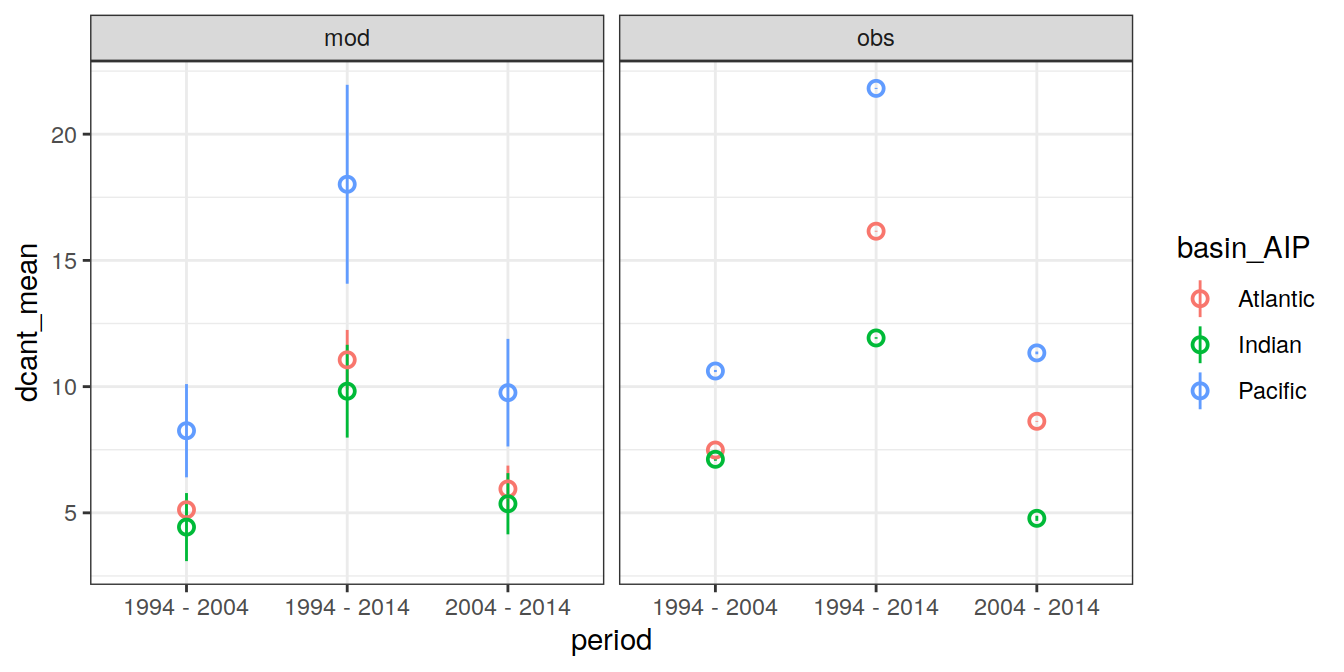 mod
obs
dcant_mean
20
15
10
5
1994 - 2004
1994 - 2014
2004 - 2014
1994 - 2004
1994 - 2014
2004 - 2014
period
basin_AIP
Atlantic
Indian
Pacific